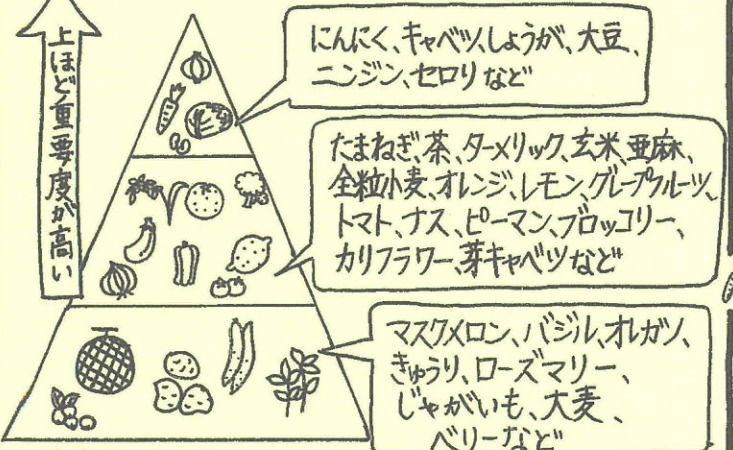 上ほど重要度が高い
にんにく、キャベツ、しょうが、大豆、
ニンジン、セロリなど
たまねぎ、茶、ターメリック、玄米、亜麻、
全粒小麦、オレンジ、レモン、グレープフルーツ、
トマト、ナス、ピーマン、ブロッコリー、
カリフラワー、芽キャベツなど
マスクメロン、バジル、オレガノ、
きゅうり、ローズマリー、
じゃがいも、大麦、
ベリーなど